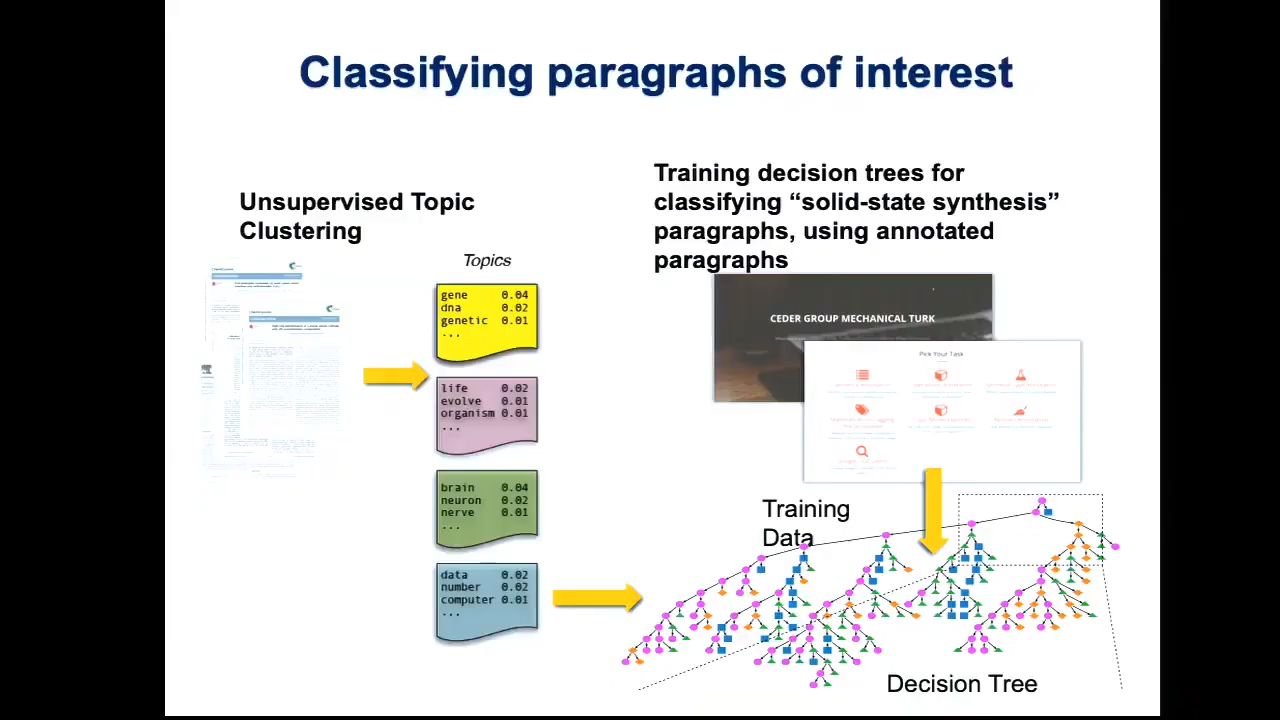 Classifying paragraphs of interest
Unsupervised Topic
Clustering
Topics
gene 0.04
dna 0.02
genetic 0.01
...
life 0.02
evolve 0.01
organism 0.01
...
brain 0.04
neuron 0.02
nerve 0.01
...
data 0.02
number 0.02
computer 0.01
...
Training decision trees for
classifying “solid-state synthesis”
paragraphs, using annotated
paragraphs
CEDER GROUP MECHANICAL TURK
Pick Your Task
Training
Data
Decision Tree